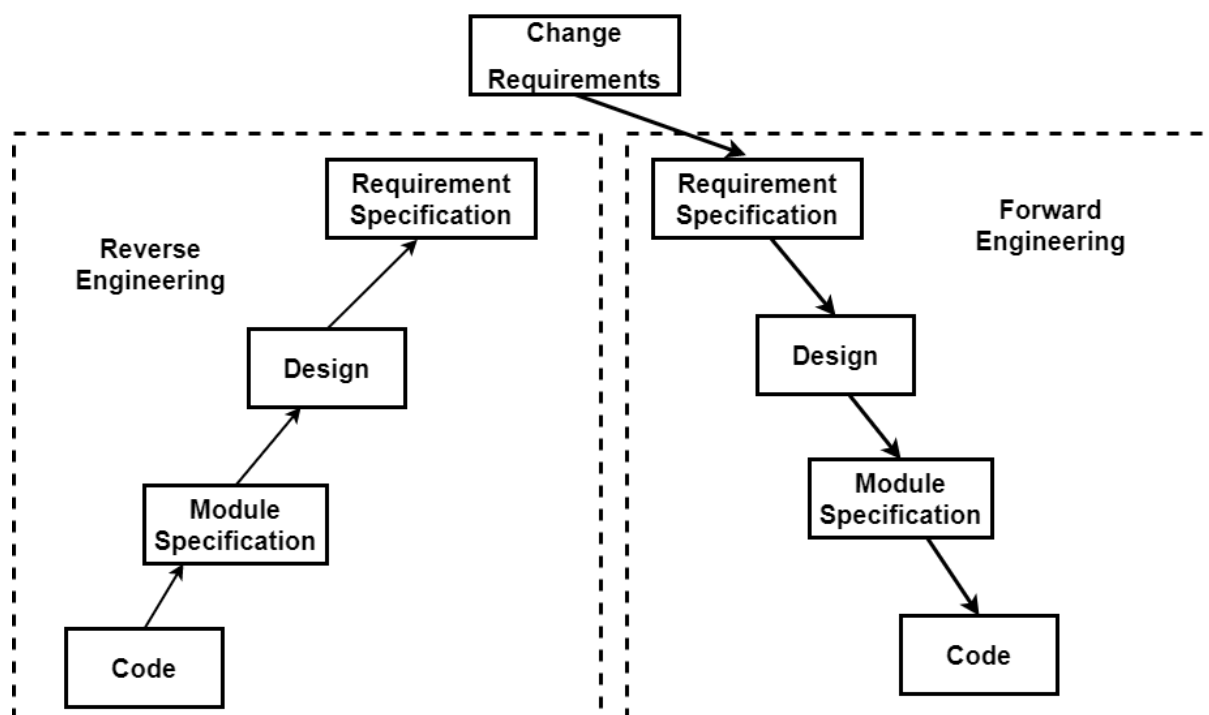 Change
Requirements
Requirement
Specification
Reverse
Engineering
Design
Module
Specification
Code
Requirement
Specification
Forward
Engineering
Design
Module
Specification
Code